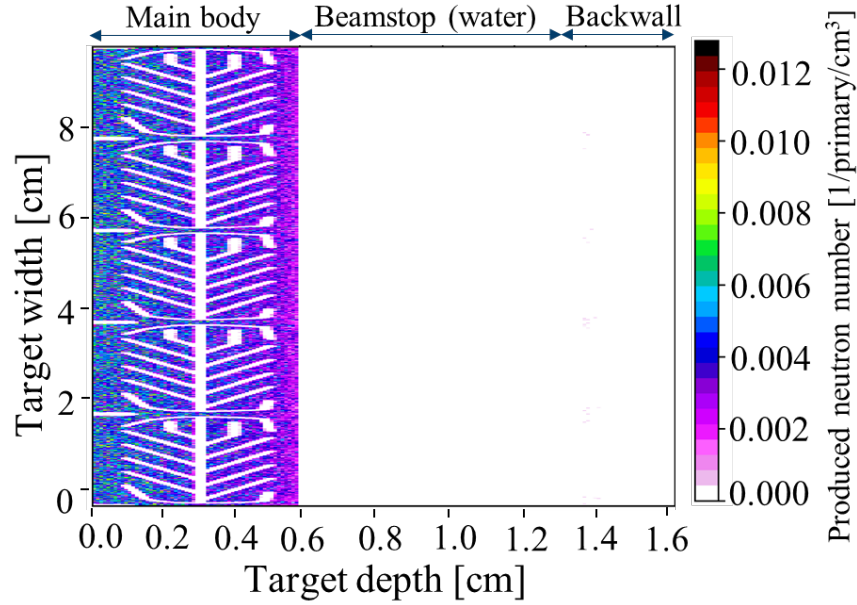 Main body Beamstop (water) Backwall
8
6
4
2
0
Target width [cm]
0.0 0.2 0.4 0.6 0.8 1.0 1.2 1.4 1.6
Target depth [cm]
0.012
0.010
0.008
0.006
0.004
0.002
0.000
Produced neutron number [1/primary/cm³]